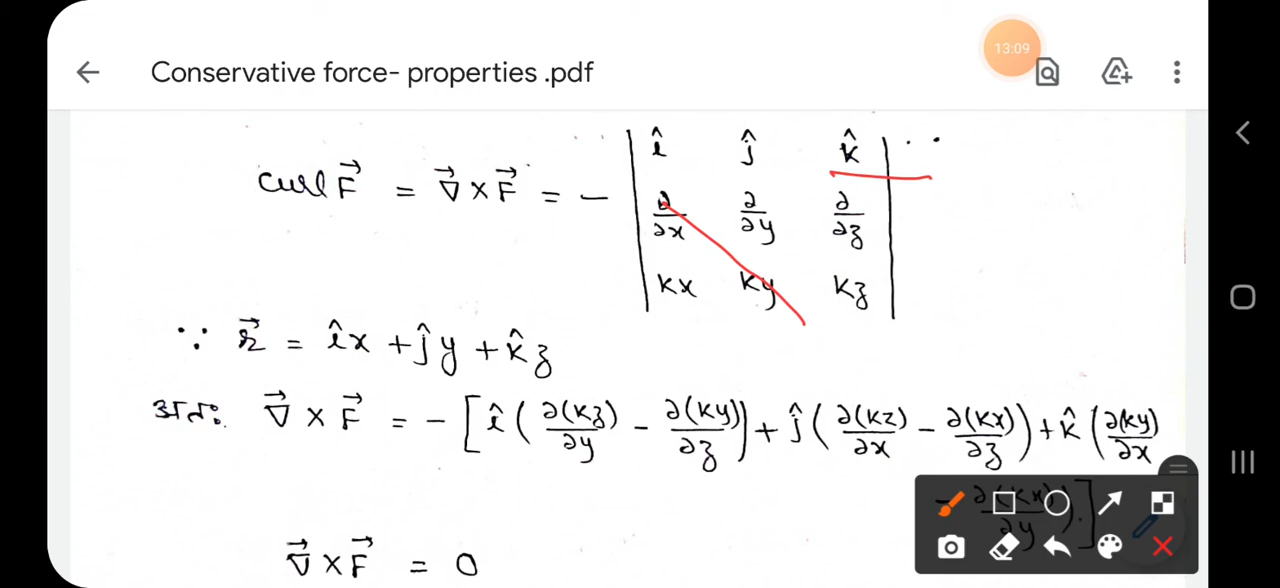 13:09
Conservative force- properties .pdf
curl F⃗ = ∇⃗ × F⃗ = - | î ĵ k̂ |
| ∂/∂x ∂/∂y ∂/∂z |
| kx ky kz |
∵ r⃗ = îx + ĵy + k̂z
अतः ∇⃗ × F⃗ = - [ î ( ∂(kz)/∂y - ∂(ky)/∂z ) + ĵ ( ∂(kz)/∂x - ∂(kx)/∂z ) + k̂ ( ∂(ky)/∂x
- ∂(kx)/∂y ) ]
∇⃗ × F⃗ = 0